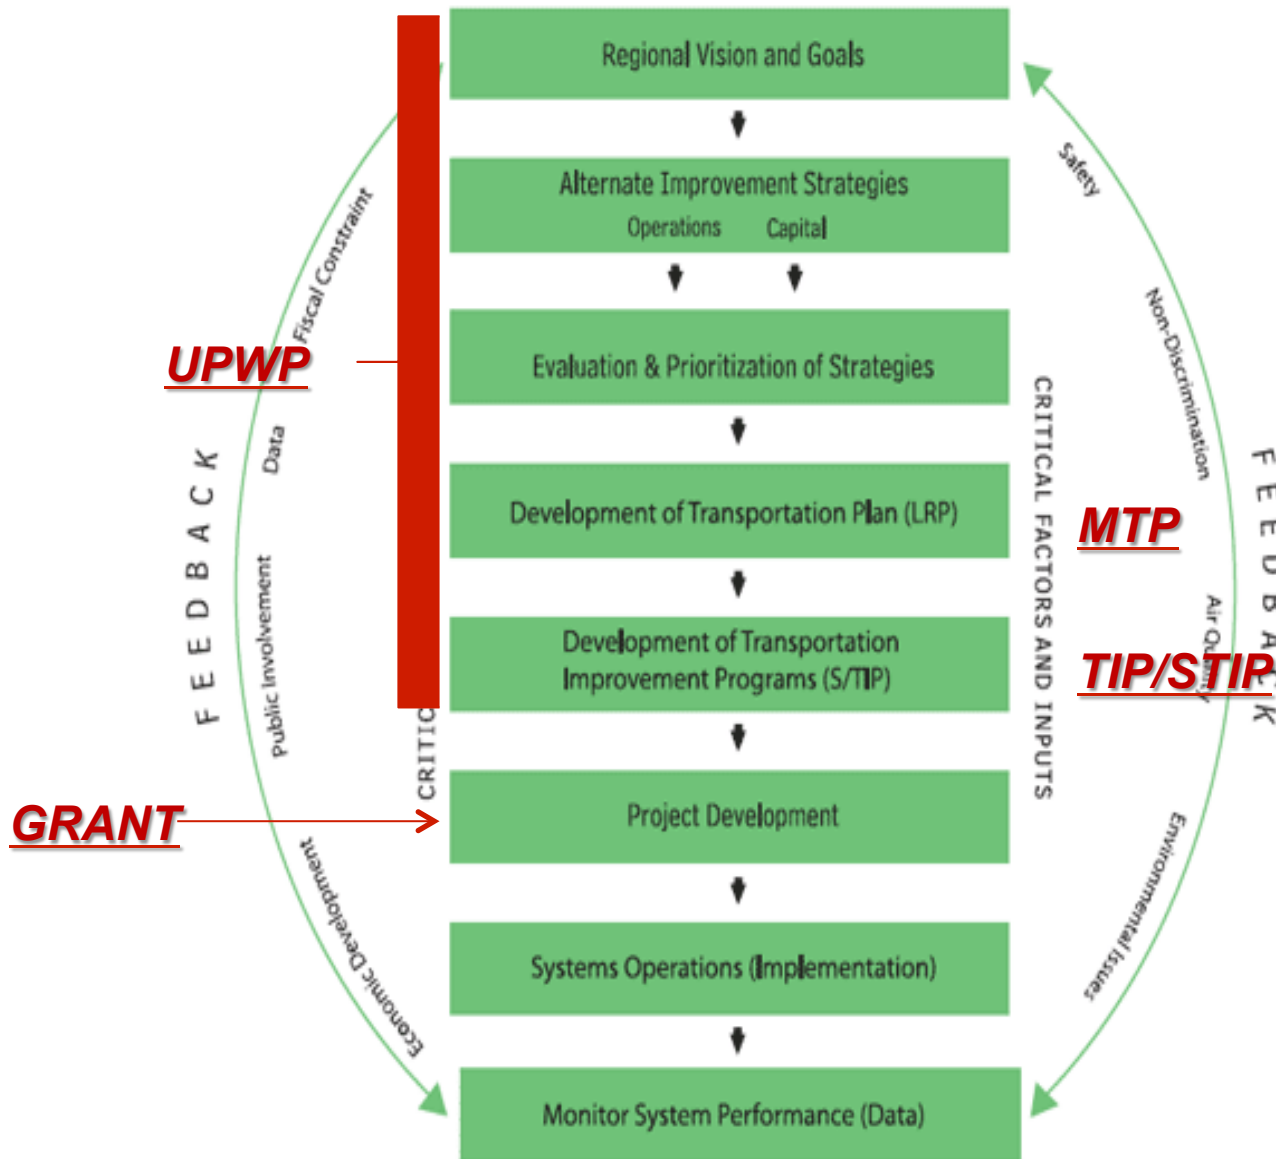 Regional Vision and Goals
Alternate Improvement Strategies
Operations Capital
Evaluation & Prioritization of Strategies
Development of Transportation Plan (LRP)
Development of Transportation
Improvement Programs (S/TIP)
Project Development
Systems Operations (Implementation)
Monitor System Performance (Data)
UPWP
GRANT
MTP
TIP/STIP
FEEDBACK
Fiscal Constraint
Data
Public Involvement
Economic Development
CRITIC
CRITICAL FACTORS AND INPUTS
Safety
Non-Discrimination
Air Quality
Environmental Issues
FEEDBACK